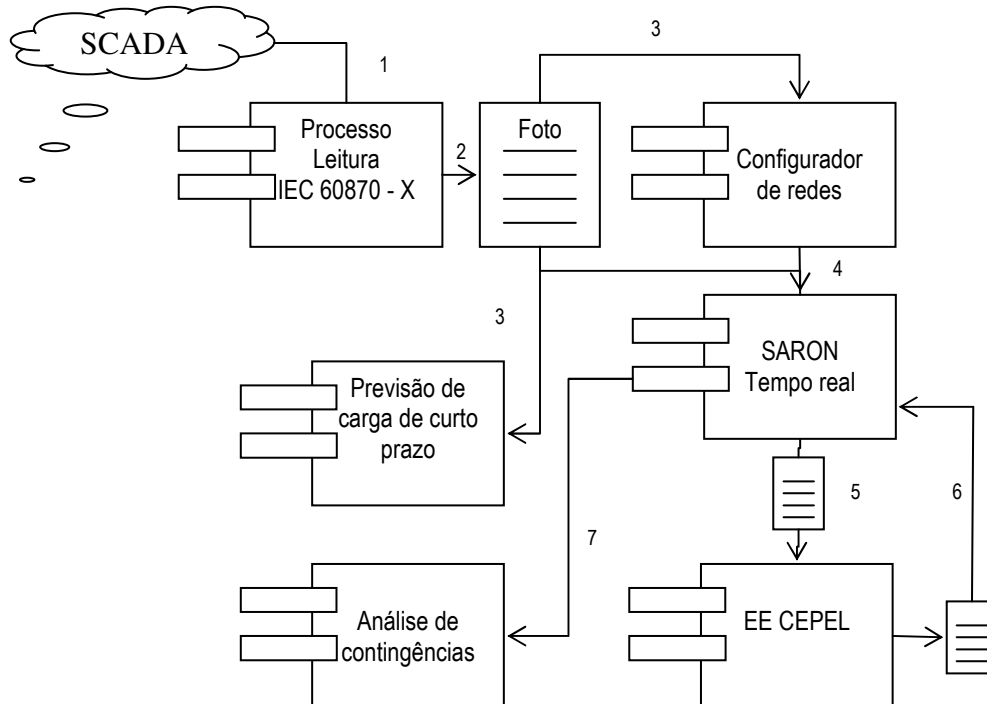 SCADA
1
3
Processo
Leitura
IEC 60870 - X
2
Foto
Configurador
de redes
4
3
SARON
Tempo real
Previsão de
carga de curto
prazo
5
6
7
Análise de
contingências
EE CEPEL